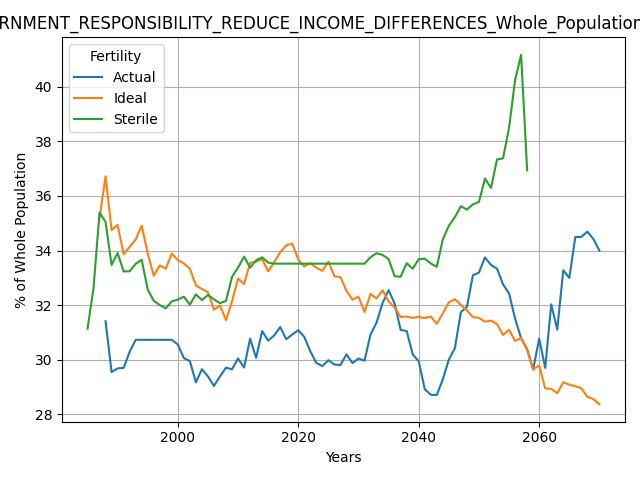 RNMENT_RESPONSIBILITY_REDUCE_INCOME_DIFFERENCES_Whole_Population
Fertility
Actual
Ideal
Sterile
% of Whole Population
40
38
36
34
32
30
28
2000
2020
2040
2060
Years